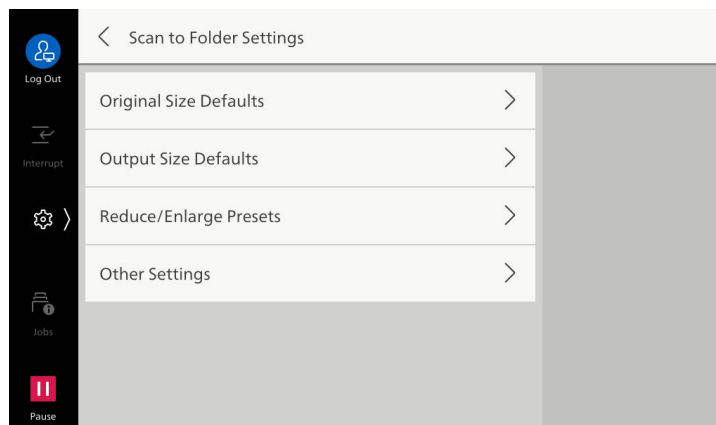 Scan to Folder Settings
Log Out
Original Size Defaults
Interrupt
Output Size Defaults
Reduce/Enlarge Presets
Other Settings
Jobs
Pause